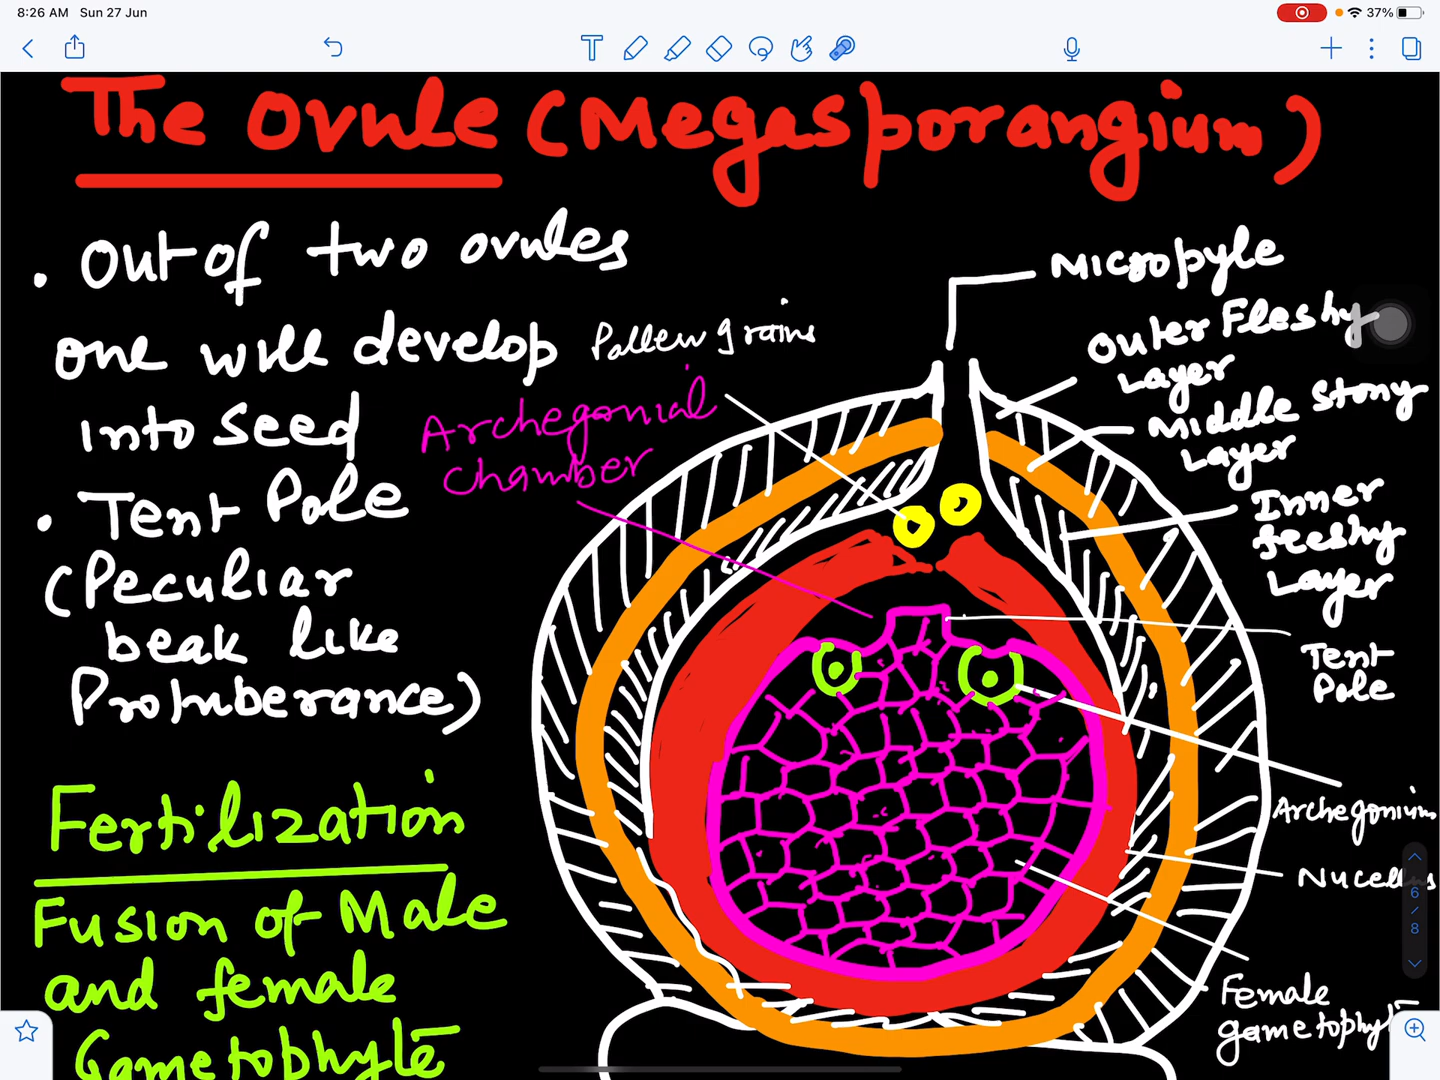 8:26 AM Sun 27 Jun
37%
The Ovule (Megasporangium)
• Out of two ovules
one will develop
into seed
• Tent Pole
(Peculiar
beak like
Protuberance)
Fertilization
Fusion of Male
and female
Gametophyte
Pollen grains
Archegonial
chamber
Micropyle
Outer Fleshy
Layer
Middle Stony
Layer
Inner
fleshy
Layer
Tent
Pole
Archegonium
Nucellus
Female
gametophyte
6
/
8